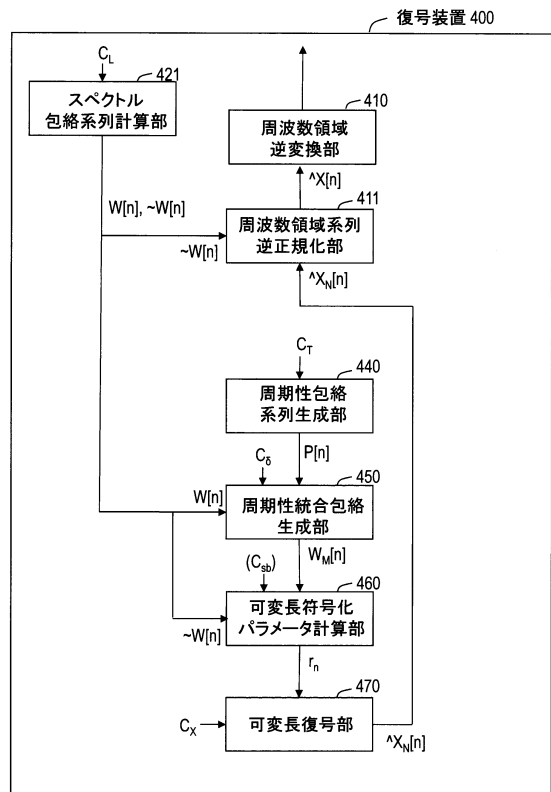 復号装置 400
C_L
421
スペクトル
包絡系列計算部
410
周波数領域
逆変換部
^X[n]
W[n], ~W[n]
411
周波数領域系列
逆正規化部
~W[n]
^X_N[n]
C_T
440
周期性包絡
系列生成部
P[n]
C_δ
450
W[n]
周期性統合包絡
生成部
W_M[n]
(C_sb)
460
可変長符号化
パラメータ計算部
~W[n]
r_n
470
C_X
可変長復号部
^X_N[n]